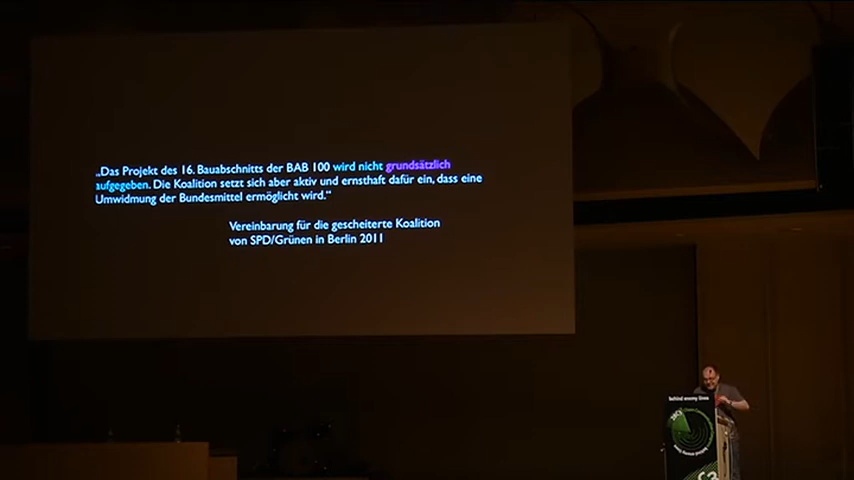 „Das Projekt des 16. Bauabschnitts der BAB 100 wird nicht grundsätzlich
aufgegeben. Die Koalition setzt sich aber aktiv und ernsthaft dafür ein, dass eine
Umwidmung der Bundesmittel ermöglicht wird.“
Vereinbarung für die gescheiterte Koalition
von SPD/Grünen in Berlin 2011
behind enemy lines
28C3